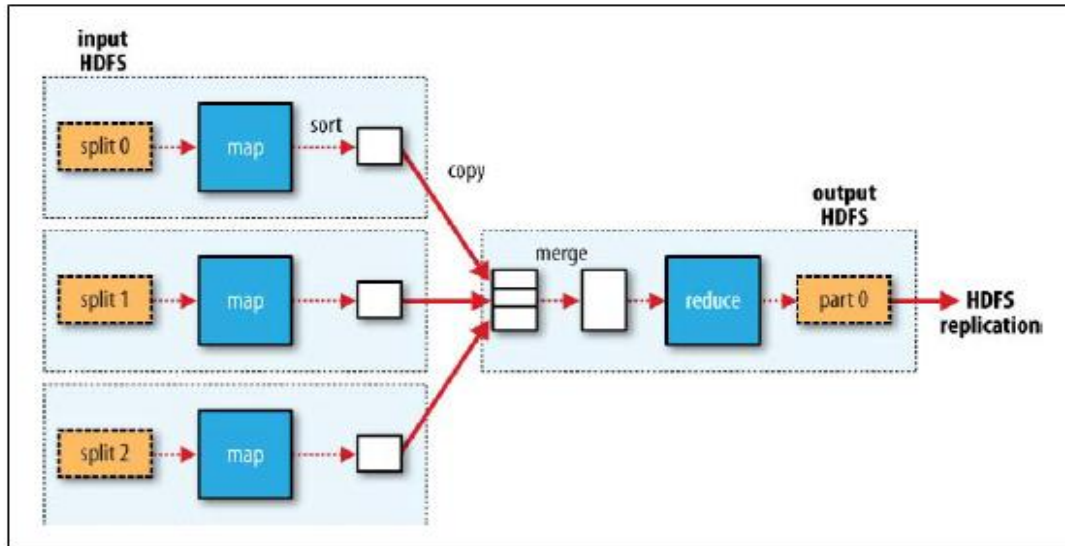 input
HDFS
split 0
map
sort
copy
split 1
map
split 2
map
merge
reduce
output
HDFS
part 0
HDFS
replication